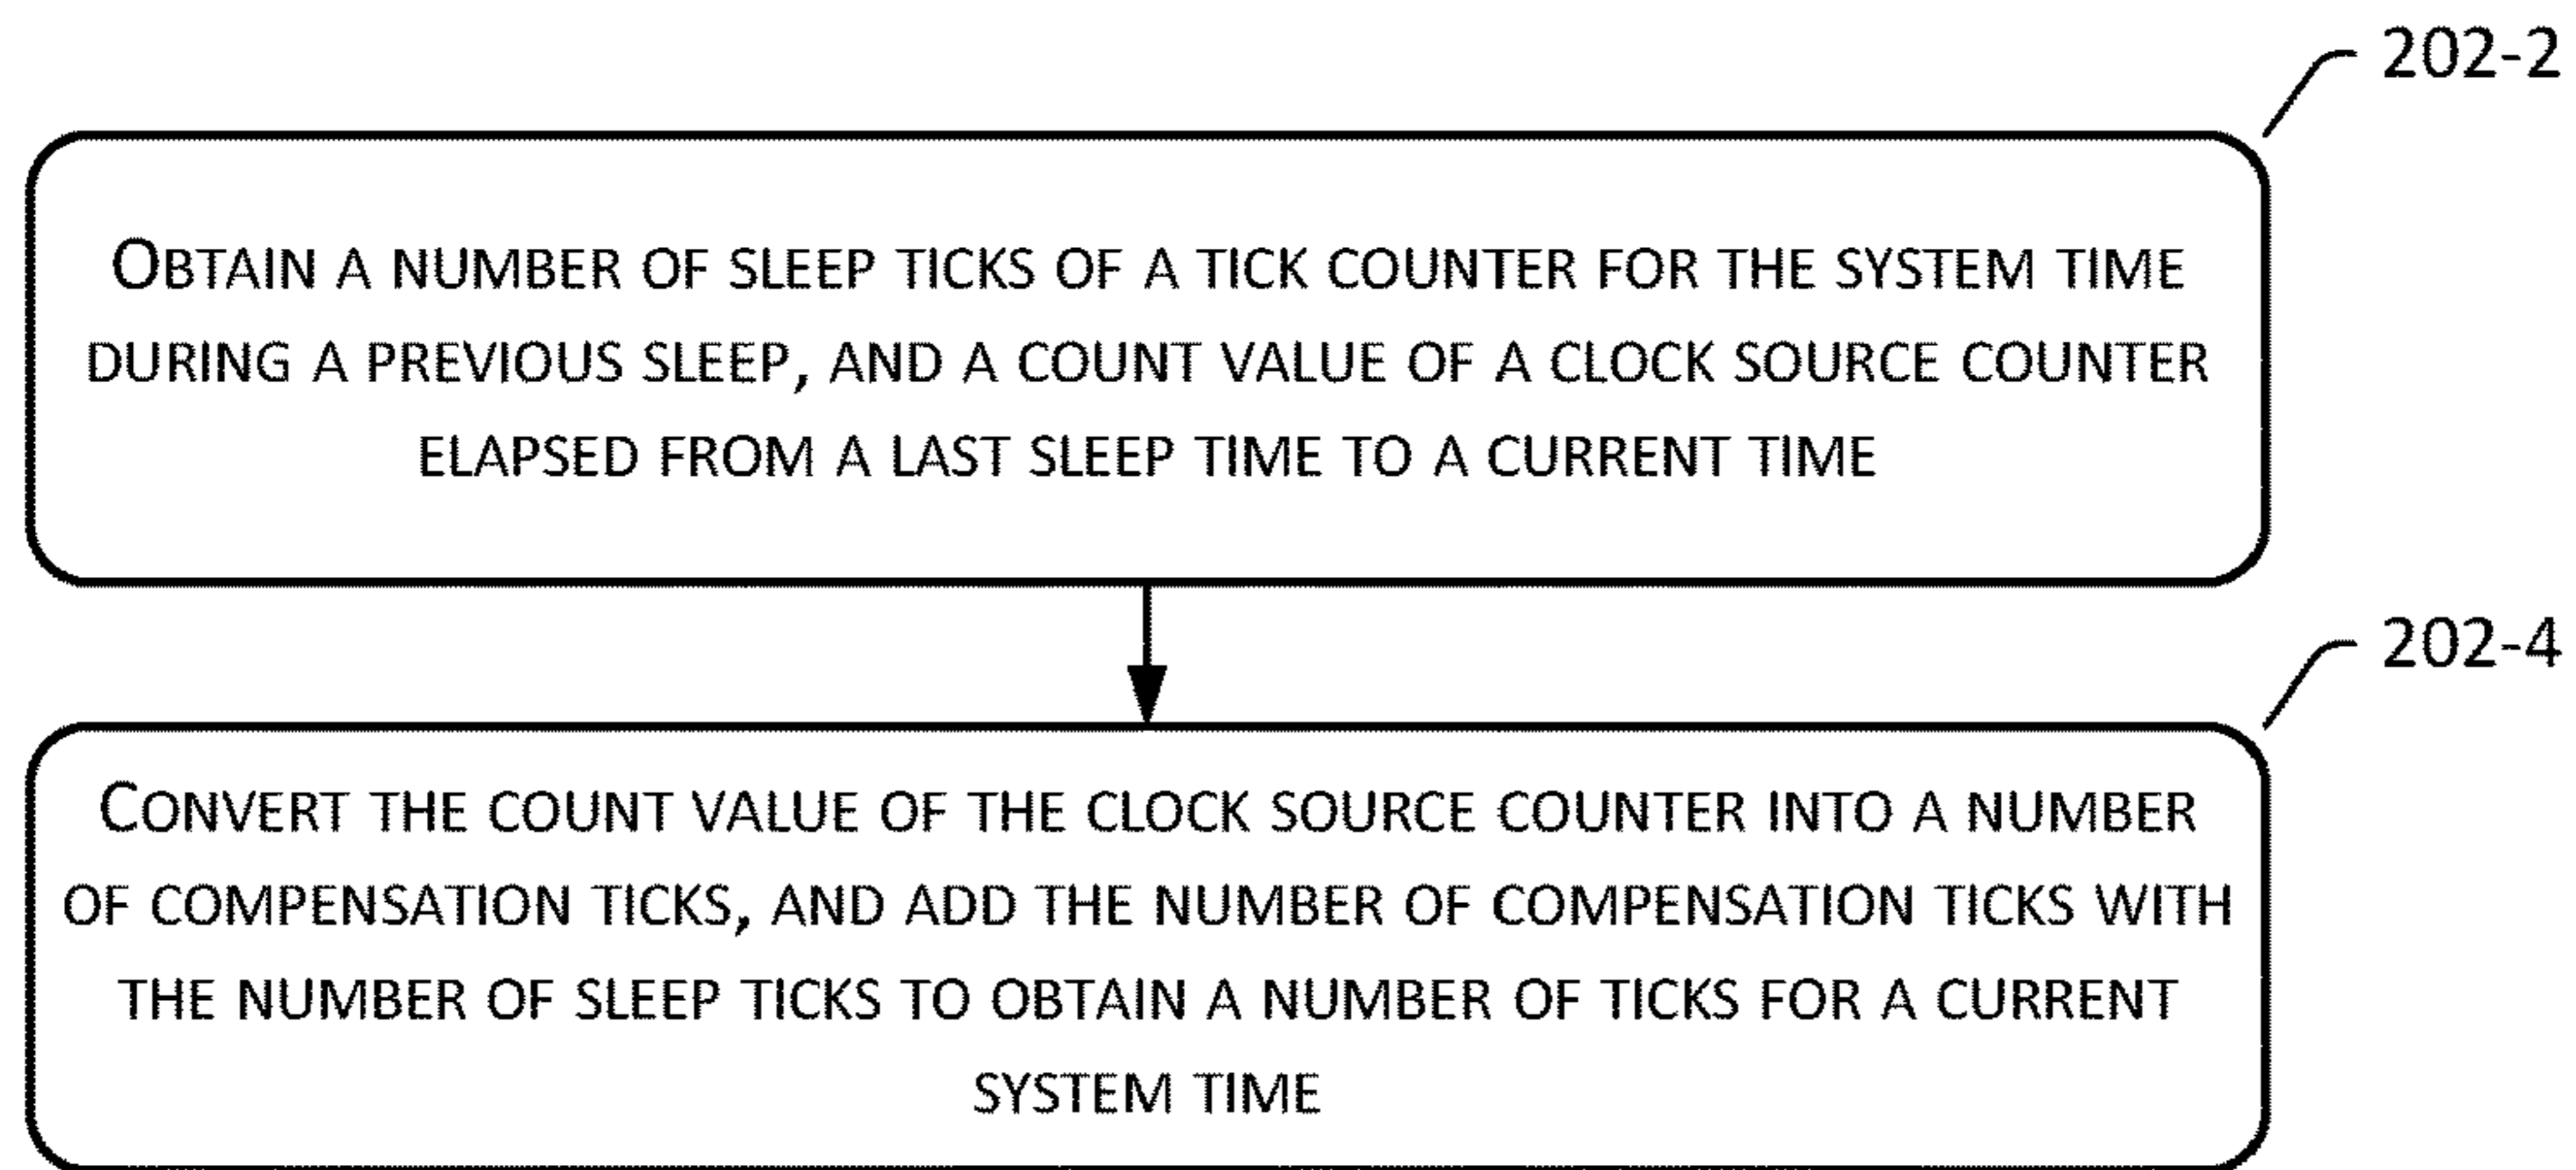 202-2
OBTAIN A NUMBER OF SLEEP TICKS OF A TICK COUNTER FOR THE SYSTEM TIME
DURING A PREVIOUS SLEEP, AND A COUNT VALUE OF A CLOCK SOURCE COUNTER
ELAPSED FROM A LAST SLEEP TIME TO A CURRENT TIME
202-4
CONVERT THE COUNT VALUE OF THE CLOCK SOURCE COUNTER INTO A NUMBER
OF COMPENSATION TICKS, AND ADD THE NUMBER OF COMPENSATION TICKS WITH
THE NUMBER OF SLEEP TICKS TO OBTAIN A NUMBER OF TICKS FOR A CURRENT
SYSTEM TIME